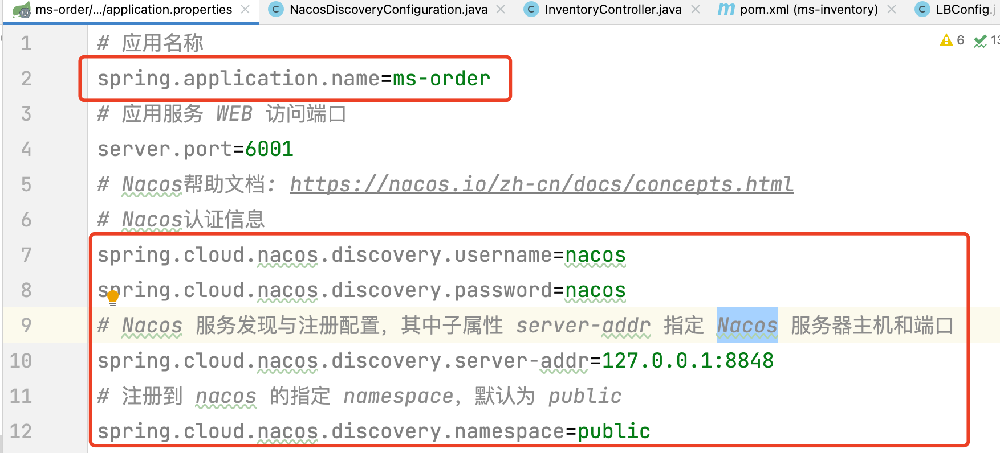 ms-order/.../application.properties
NacosDiscoveryConfiguration.java
InventoryController.java
pom.xml (ms-inventory)
LBConfig.j
6
13
1 # 应用名称
2 spring.application.name=ms-order
3 # 应用服务 WEB 访问端口
4 server.port=6001
5 # Nacos帮助文档: https://nacos.io/zh-cn/docs/concepts.html
6 # Nacos认证信息
7 spring.cloud.nacos.discovery.username=nacos
8 spring.cloud.nacos.discovery.password=nacos
9 # Nacos 服务发现与注册配置，其中子属性 server-addr 指定 Nacos 服务器主机和端口
10 spring.cloud.nacos.discovery.server-addr=127.0.0.1:8848
11 # 注册到 nacos 的指定 namespace，默认为 public
12 spring.cloud.nacos.discovery.namespace=public